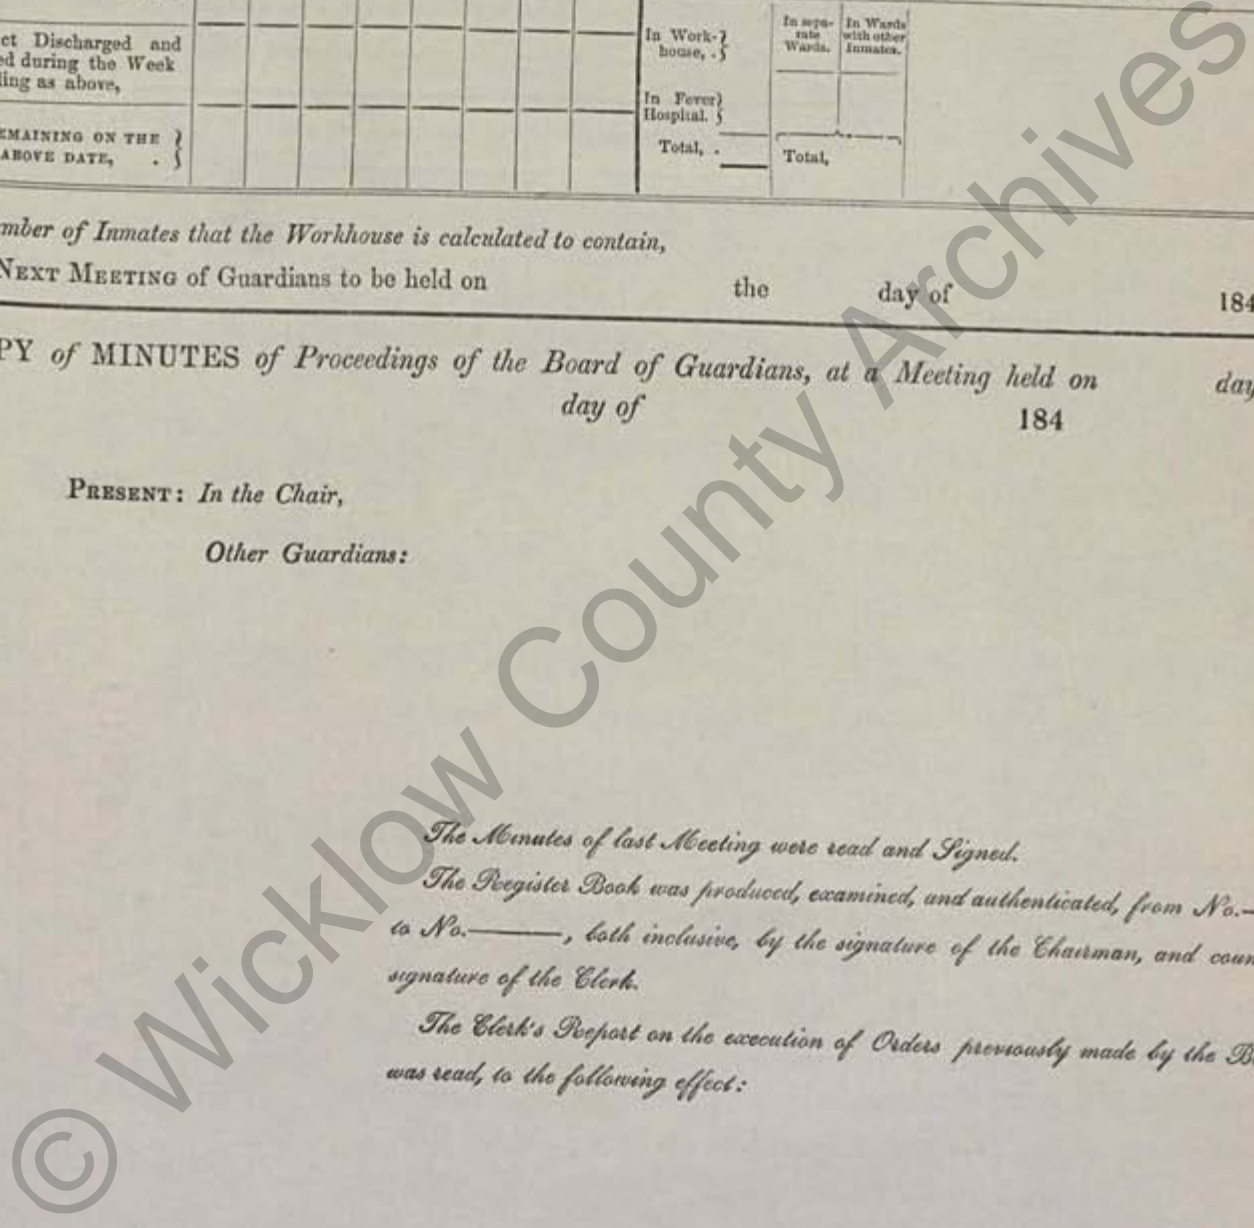 et Discharged and
ed during the Week
ling as above,
EMAINING ON THE
ABOVE DATE, .
In Work-
house, .
In Fever
Hospital.
Total, .
In sepa-
rate
Wards.
In Wards
with other
Inmates.
Total,
mber of Inmates that the Workhouse is calculated to contain,
NEXT MEETING of Guardians to be held on the day of 184
PY of MINUTES of Proceedings of the Board of Guardians, at a Meeting held on day
day of 184
PRESENT: In the Chair,
Other Guardians:
The Minutes of last Meeting were read and Signed.
The Register Book was produced, examined, and authenticated, from No.—
to No.———, both inclusive, by the signature of the Chairman, and coun
signature of the Clerk.
The Clerk's Report on the execution of Orders previously made by the B
was read, to the following effect:
© Wicklow County Archives